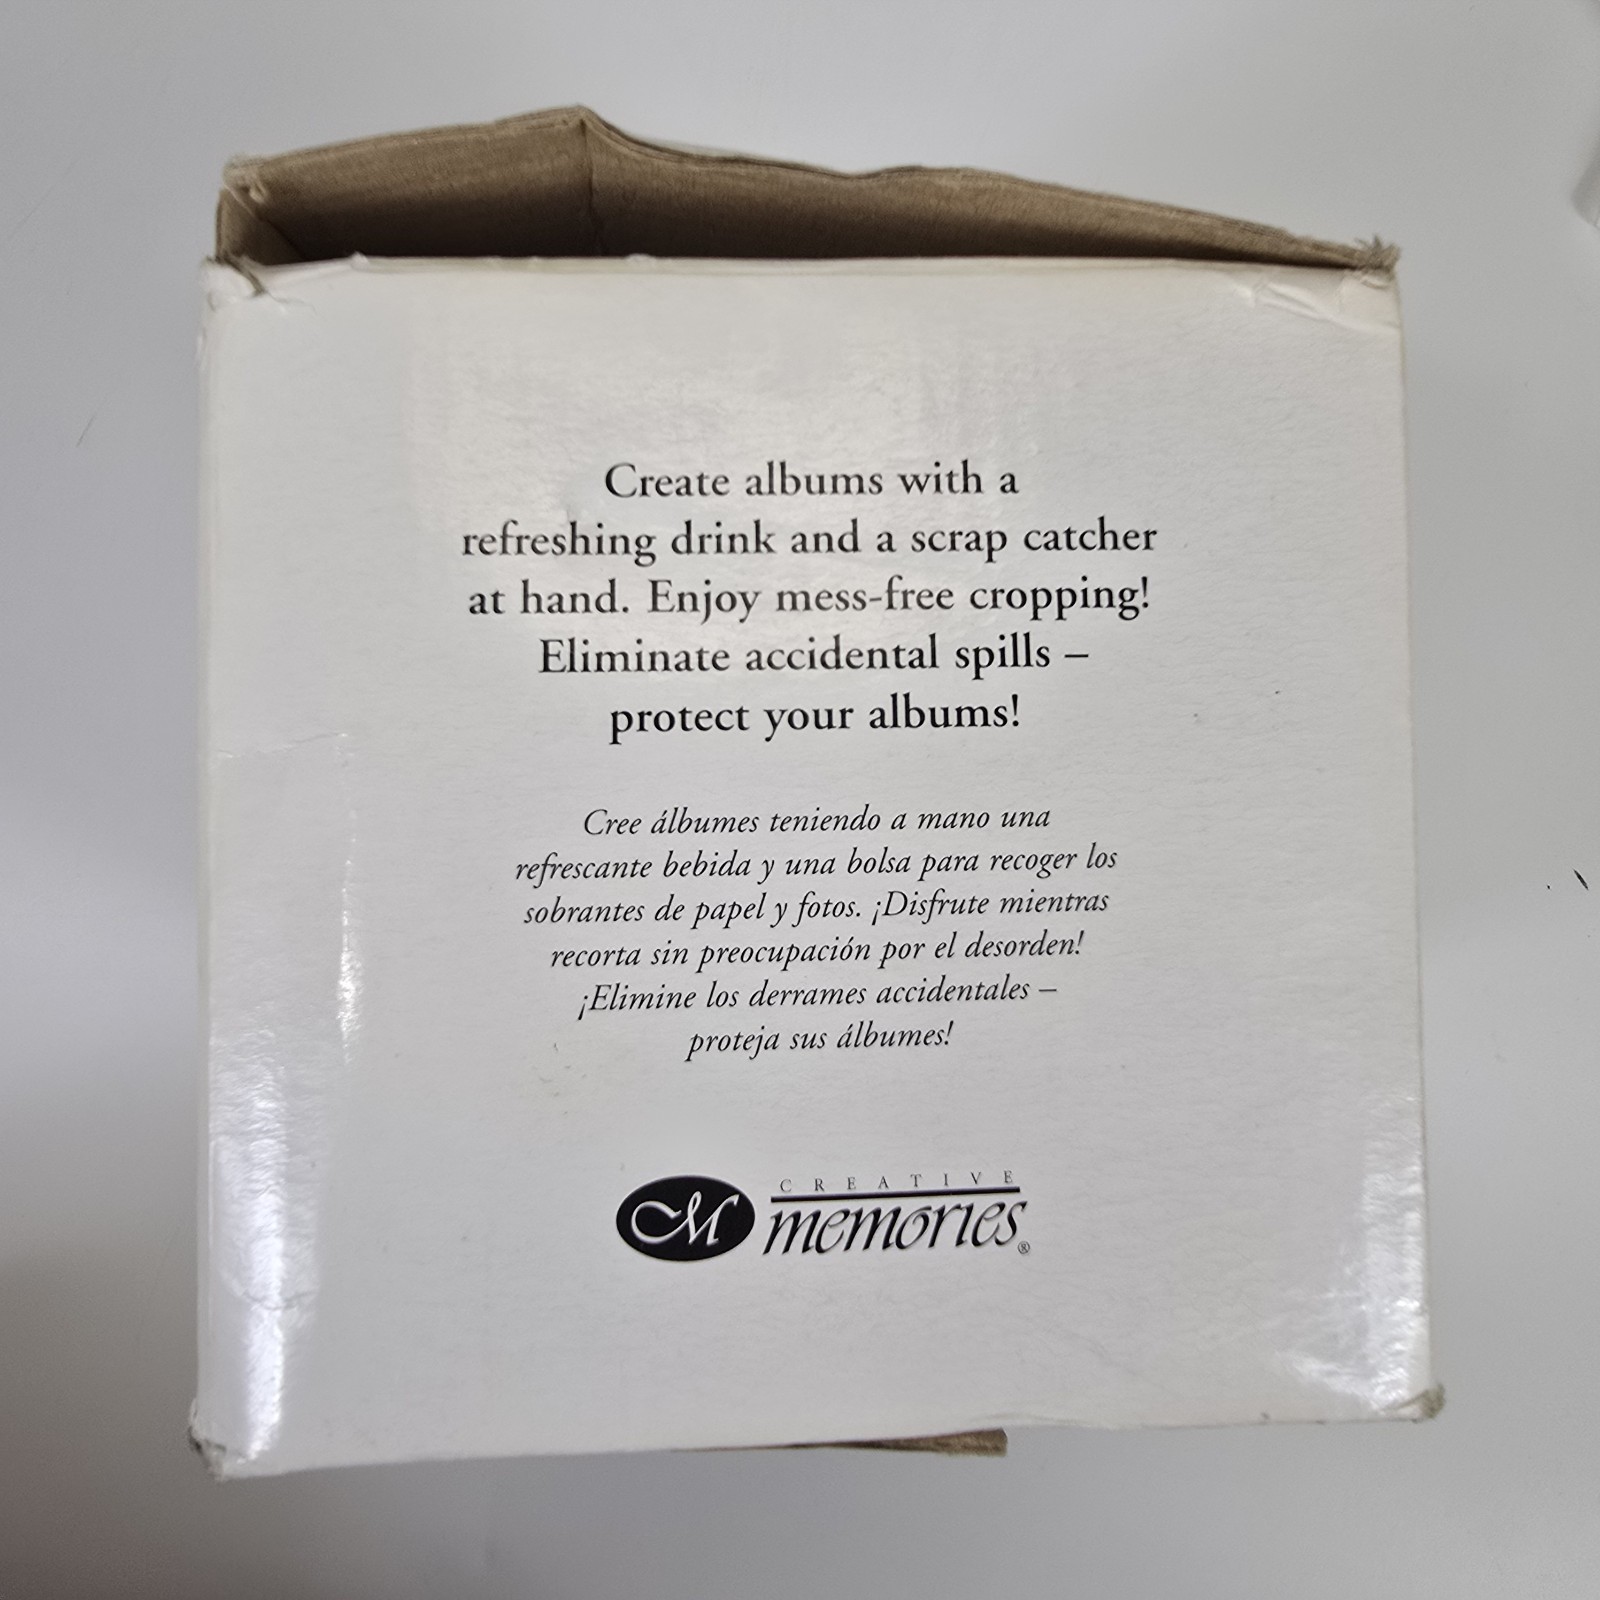 Create albums with a
refreshing drink and a scrap catcher
at hand. Enjoy mess-free cropping!
Eliminate accidental spills –
protect your albums!
Cree álbumes teniendo a mano una
refrescante bebida y una bolsa para recoger los
sobrantes de papel y fotos. ¡Disfrute mientras
recorta sin preocupación por el desorden!
¡Elimine los derrames accidentales –
proteja sus álbumes!
CM
CREATIVE
memories®